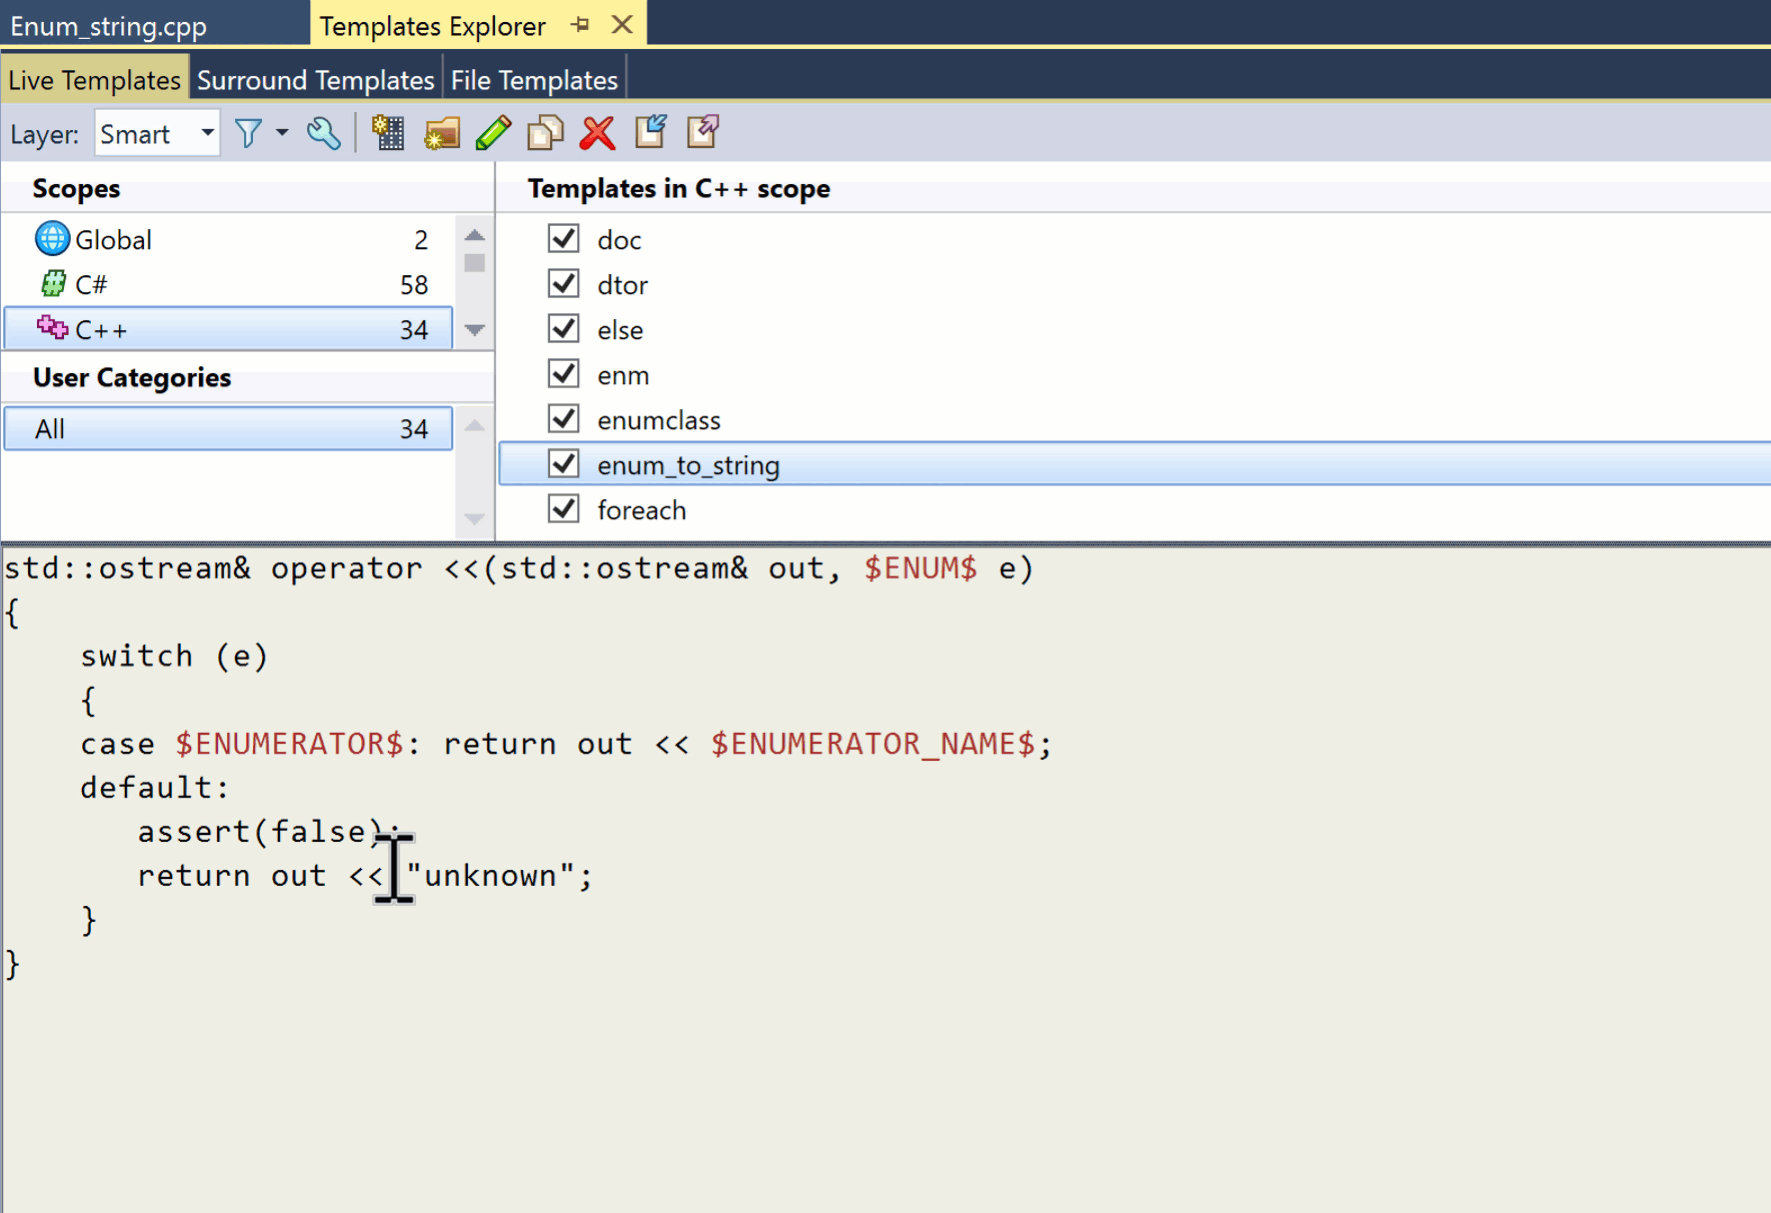 Enum_string.cpp Templates Explorer
Live Templates Surround Templates File Templates
Layer: Smart
Scopes
Global 2
C# 58
C++ 34
User Categories
All 34
Templates in C++ scope
doc
dtor
else
enm
enumclass
enum_to_string
foreach
std::ostream& operator <<(std::ostream& out, $ENUM$ e)
{
    switch (e)
    {
    case $ENUMERATOR$: return out << $ENUMERATOR_NAME$;
    default:
       assert(false);
       return out << "unknown";
    }
}